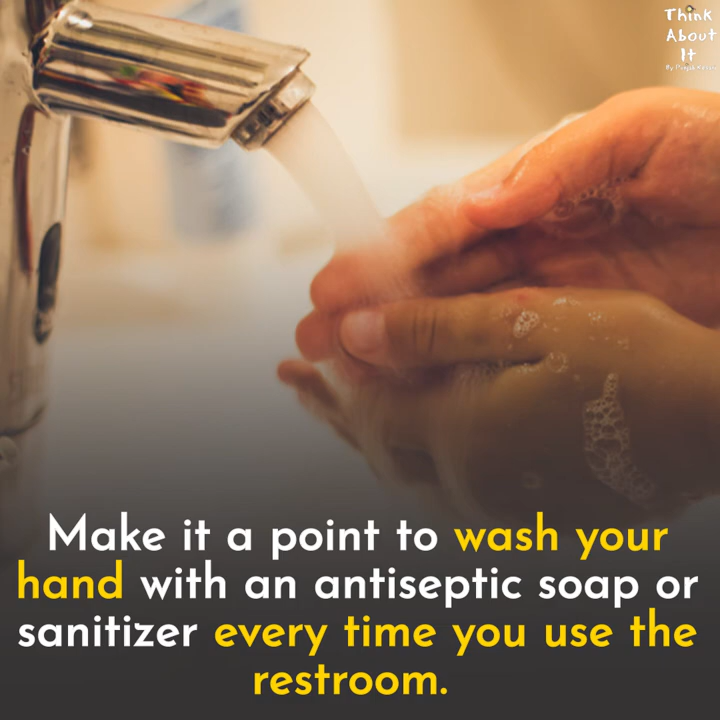 Think
About
It
Make it a point to wash your
hand with an antiseptic soap or
sanitizer every time you use the
restroom.